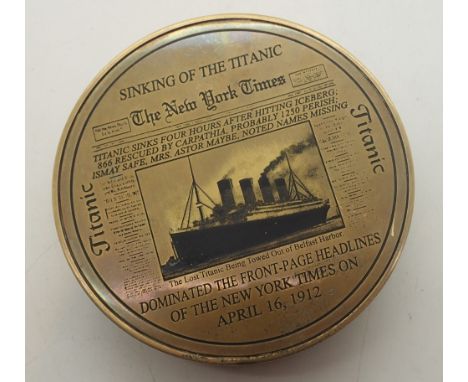 SINKING OF THE TITANIC
The New York Times
TITANIC SINKS FOUR HOURS AFTER HITTING ICEBERG;
866 RESCUED BY CARPATHIA, PROBABLY 1250 PERISH;
ISMAY SAFE, MRS. ASTOR MAYBE, NOTED NAMES MISSING
Titanic
Titanic
The Lost Titanic Being Towed Out of Belfast Harbor
DOMINATED THE FRONT-PAGE HEADLINES
OF THE NEW YORK TIMES ON
APRIL 16, 1912